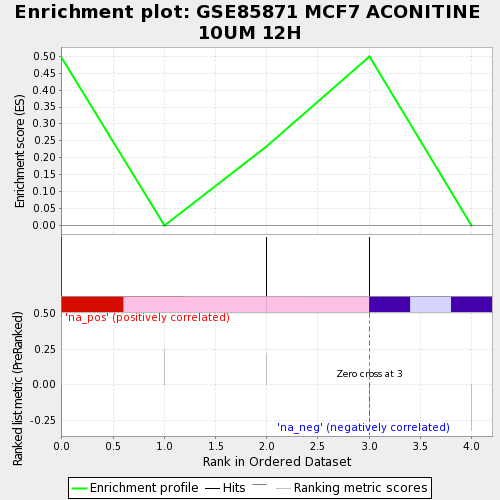 Enrichment plot: GSE85871 MCF7 ACONITINE
10UM 12H
Enrichment score (ES)
0.50
0.45
0.40
0.35
0.30
0.25
0.20
0.15
0.10
0.05
0.00
'na_pos' (positively correlated)
Ranked list metric (PreRanked)
0.50
0.25
0.00
-0.25
Zero cross at 3
'na_neg' (negatively correlated)
0.0 0.5 1.0 1.5 2.0 2.5 3.0 3.5 4.0
Rank in Ordered Dataset
Enrichment profile Hits Ranking metric scores